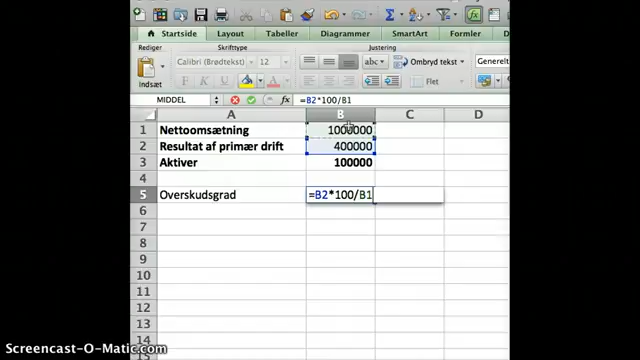 Startside Layout Tabeller Diagrammer SmartArt Formler
Rediger Skrifttype Justering
Calibri (Brødtekst) 12 abc Ombryd tekst Generelt
Indsæt Flet
MIDDEL fx =B2*100/B1
A B C D
1 Nettoomsætning 1000000
2 Resultat af primær drift 400000
3 Aktiver 100000
4
5 Overskudsgrad =B2*100/B1
6
7
8
9
10
11
12
13
14
Screencast-O-Matic.com